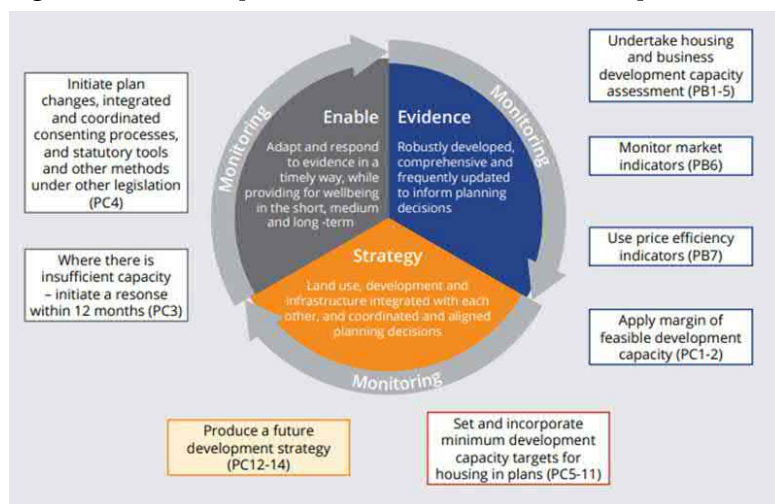 Initiate plan
changes, integrated
and coordinated
consenting processes,
and statutory tools
and other methods
under other legislation
(PC4)
Where there is
insufficient capacity
– initiate a resonse
within 12 months (PC3)
Monitoring
Enable
Adapt and respond
to evidence in a
timely way, while
providing for wellbeing
in the short, medium
and long -term
Evidence
Robustly developed,
comprehensive and
frequently updated
to inform planning
decisions
Monitoring
Strategy
Land use, development and
infrastructure integrated with each
other, and coordinated and aligned
planning decisions
Monitoring
Undertake housing
and business
development capacity
assessment (PB1-5)
Monitor market
indicators (PB6)
Use price efficiency
indicators (PB7)
Apply margin of
feasible development
capacity (PC1-2)
Produce a future
development strategy
(PC12-14)
Set and incorporate
minimum development
capacity targets for
housing in plans (PC5-11)